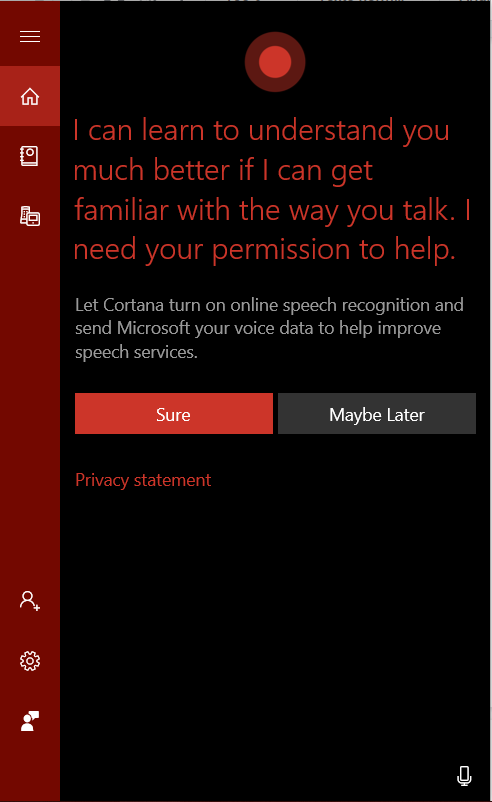 I can learn to understand you
much better if I can get
familiar with the way you talk. I
need your permission to help.
Let Cortana turn on online speech recognition and
send Microsoft your voice data to help improve
speech services.
Sure
Maybe Later
Privacy statement